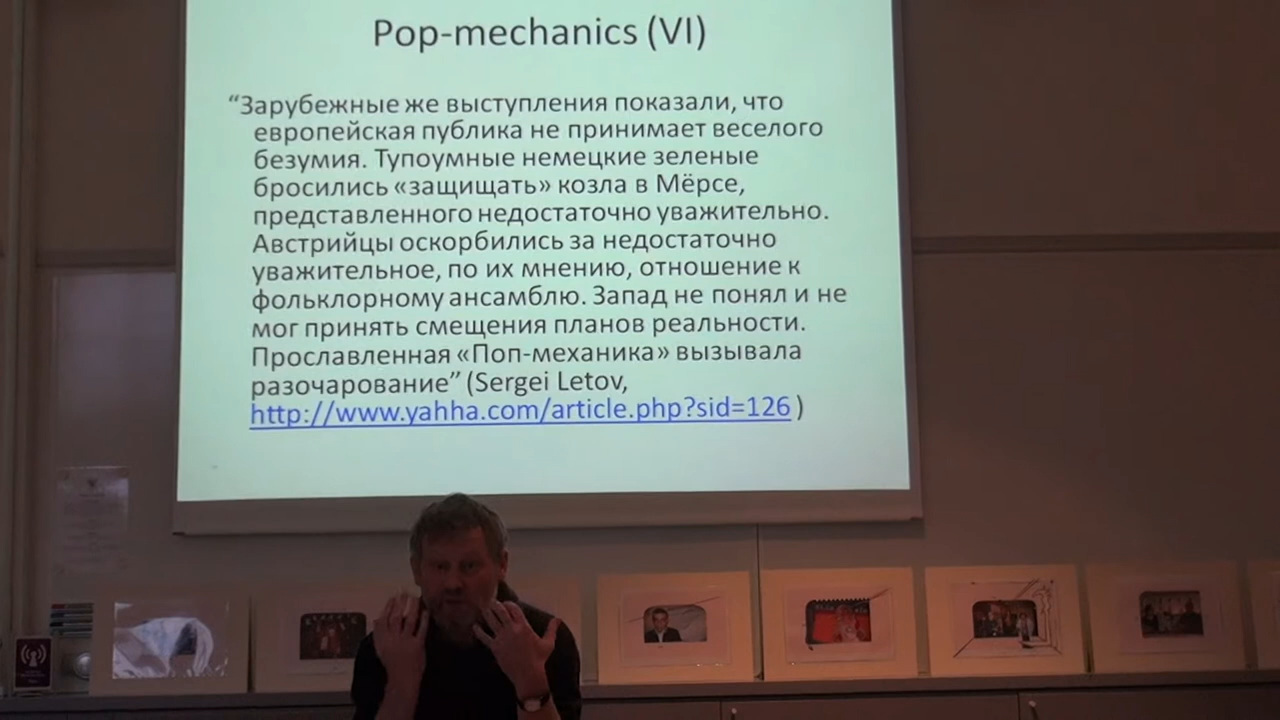 Pop-mechanics (VI)
“Зарубежные же выступления показали, что
европейская публика не принимает веселого
безумия. Тупоумные немецкие зеленые
бросились «защищать» козла в Мёрсе,
представленного недостаточно уважительно.
Австрийцы оскорбились за недостаточно
уважительное, по их мнению, отношение к
фольклорному ансамблю. Запад не понял и не
мог принять смещения планов реальности.
Прославленная «Поп-механика» вызывала
разочарование” (Sergei Letov,
http://www.yahha.com/article.php?sid=126 )